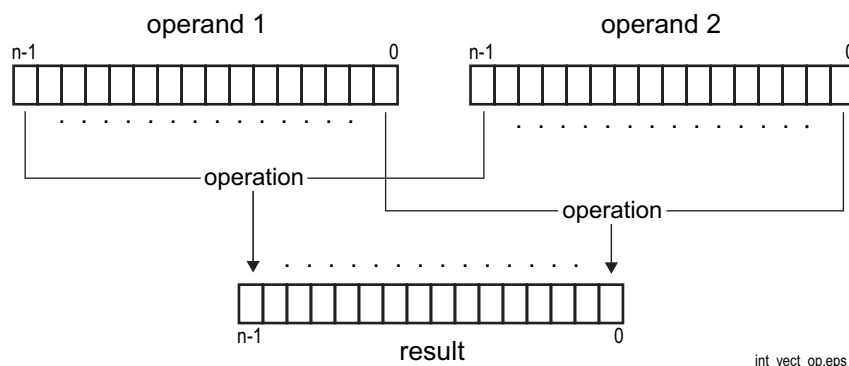 operand 1
operand 2
n-1
0
n-1
0
. . . . . . . . . . . . . .
. . . . . . . . . . . . . .
operation
operation
. . . . . . . . . . . . . .
n-1
0
result
int_vect_op.eps